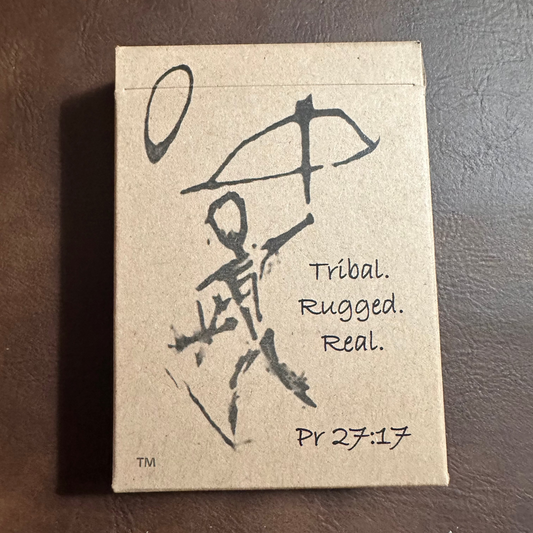 Tribal.
Rugged.
Real.
Pr 27:17
TM